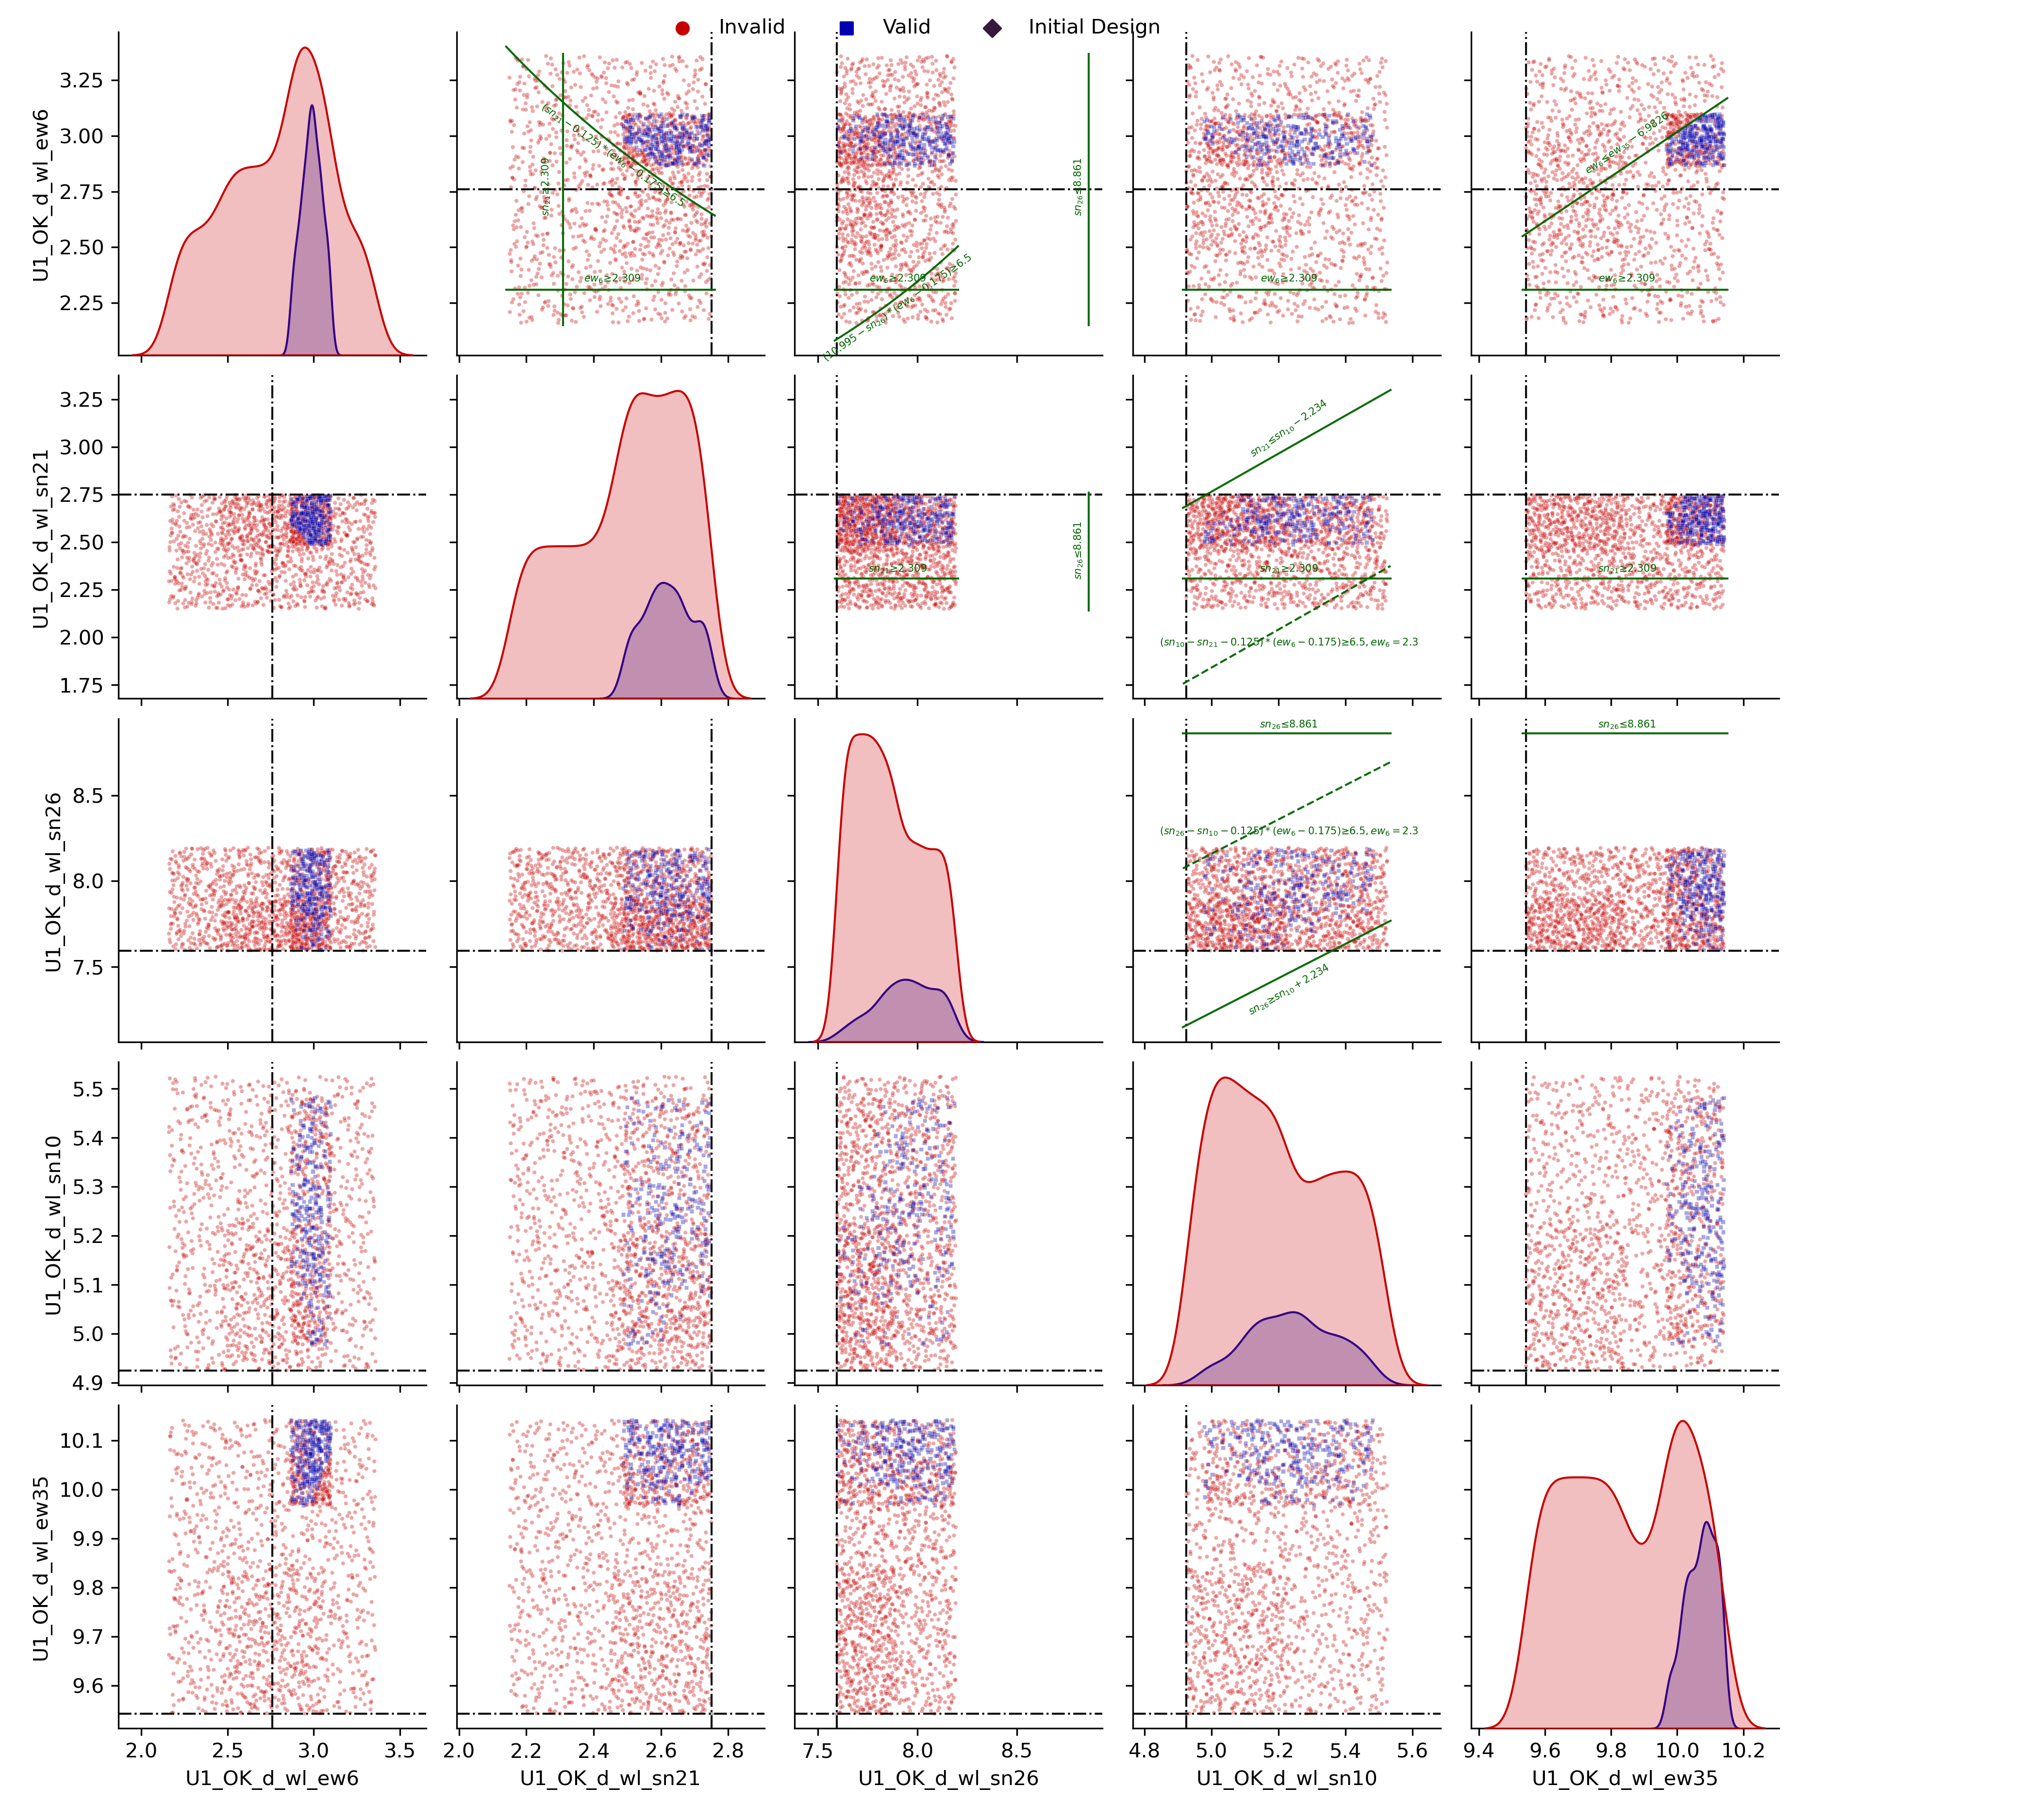 Invalid Valid Initial Design
U1_OK_d_wl_ew6
3.25
3.00
2.75
2.50
2.25
(sn₂₁ − 0.125) * (ew₆ − 0.175)≥6.5
sn₂₁≥2.309
ew₆≥2.309
sn₂₆≤8.861
ew₆≥2.309
(10.995 − sn₂₆) * (ew₆ − 0.175)≥6.5
ew₆≥2.309
ew₆≤ew₃₅ − 6.9826
ew₆≥2.309
U1_OK_d_wl_sn21
3.25
3.00
2.75
2.50
2.25
2.00
1.75
sn₂₆≤8.861
sn₂₁≥2.309
sn₂₁≤sn₁₀ − 2.234
sn₂₁≥2.309
(sn₁₀ − sn₂₁ − 0.125) * (ew₆ − 0.175)≥6.5, ew₆ = 2.3
sn₂₁≥2.309
U1_OK_d_wl_sn26
8.5
8.0
7.5
sn₂₆≤8.861
(sn₂₆ − sn₁₀ − 0.125) * (ew₆ − 0.175)≥6.5, ew₆ = 2.3
sn₂₆≥sn₁₀ + 2.234
sn₂₆≤8.861
U1_OK_d_wl_sn10
5.5
5.4
5.3
5.2
5.1
5.0
4.9
U1_OK_d_wl_ew35
10.1
10.0
9.9
9.8
9.7
9.6
2.0 2.5 3.0 3.5 2.0 2.2 2.4 2.6 2.8 7.5 8.0 8.5 4.8 5.0 5.2 5.4 5.6 9.4 9.6 9.8 10.0 10.2
U1_OK_d_wl_ew6 U1_OK_d_wl_sn21 U1_OK_d_wl_sn26 U1_OK_d_wl_sn10 U1_OK_d_wl_ew35